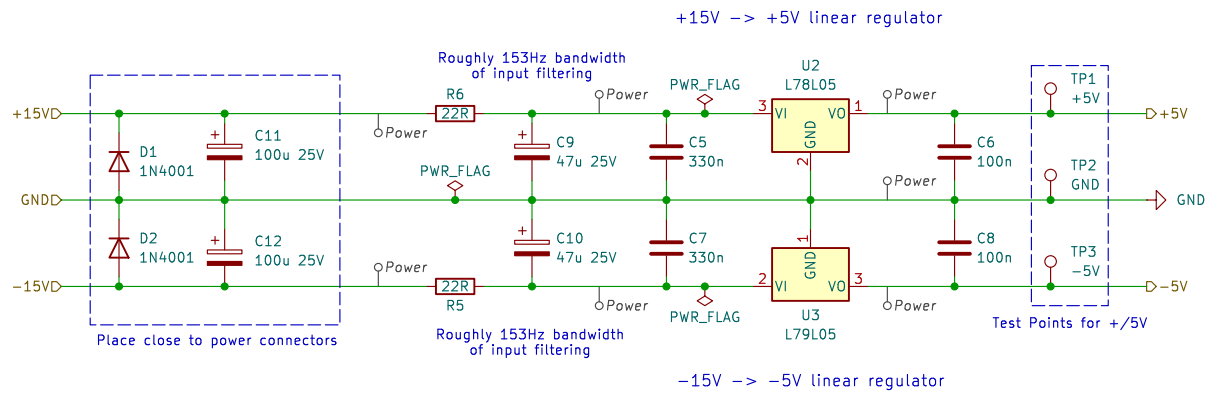 +15V -> +5V linear regulator
Roughly 153Hz bandwidth
of input filtering
+15V
Power
R6
22R
Power
PWR_FLAG
U2
L78L05
3 VI VO 1
GND
2
Power
TP1
+5V
+5V
D1
1N4001
+
C11
100u 25V
+
C9
47u 25V
C5
330n
C6
100n
GND
PWR_FLAG
Power
TP2
GND
GND
D2
1N4001
+
C12
100u 25V
+
C10
47u 25V
C7
330n
1
GND
C8
100n
TP3
-5V
-15V
Power
22R
R5
Power
PWR_FLAG
2 VI VO 3
U3
L79L05
Power
-5V
Place close to power connectors
Roughly 153Hz bandwidth
of input filtering
Test Points for +/5V
-15V -> -5V linear regulator